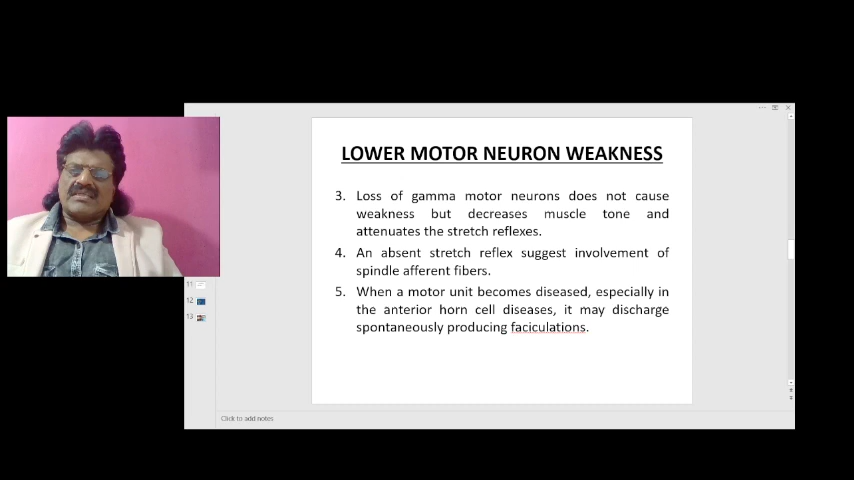 LOWER MOTOR NEURON WEAKNESS
3. Loss of gamma motor neurons does not cause
weakness but decreases muscle tone and
attenuates the stretch reflexes.
4. An absent stretch reflex suggest involvement of
spindle afferent fibers.
5. When a motor unit becomes diseased, especially in
the anterior horn cell diseases, it may discharge
spontaneously producing faciculations.
11
12
13
Click to add notes